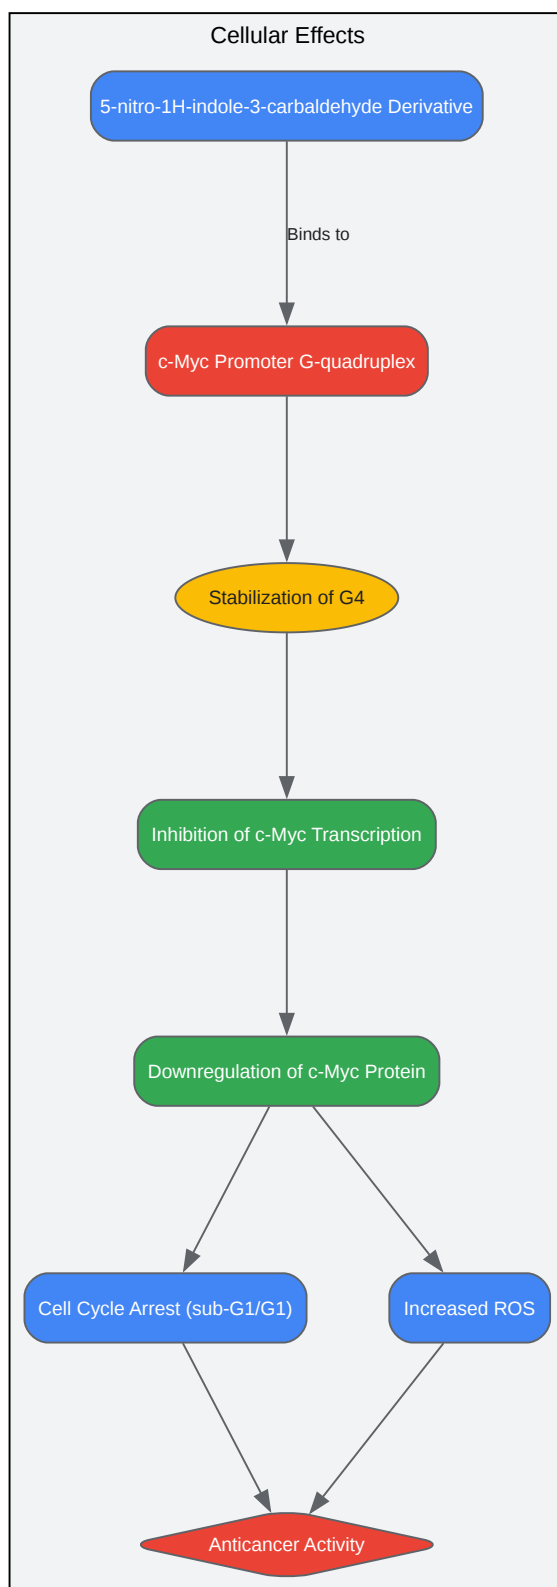 Cellular Effects
5-nitro-1H-indole-3-carbaldehyde Derivative
Binds to
c-Myc Promoter G-quadruplex
Stabilization of G4
Inhibition of c-Myc Transcription
Downregulation of c-Myc Protein
Cell Cycle Arrest (sub-G1/G1)
Increased ROS
Anticancer Activity